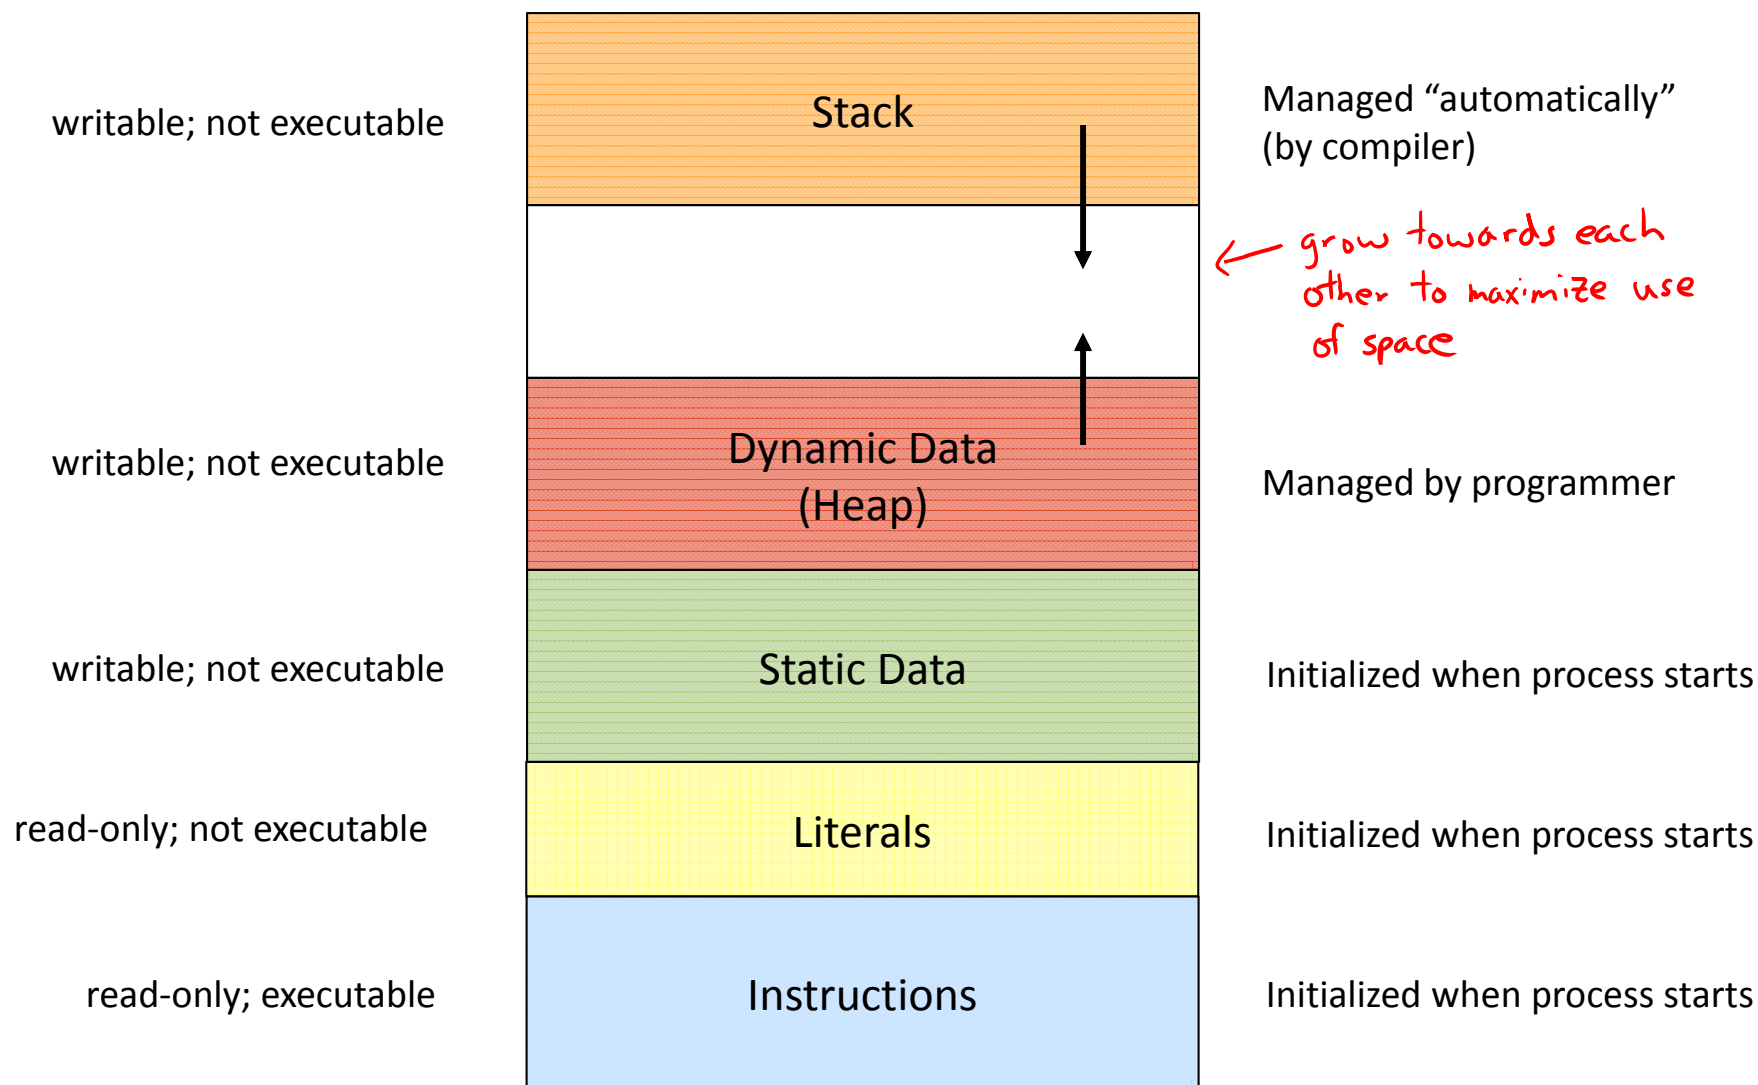 writable; not executable
Stack
Managed “automatically”
(by compiler)
grow towards each
other to maximize use
of space
writable; not executable
Dynamic Data
(Heap)
Managed by programmer
writable; not executable
Static Data
Initialized when process starts
read-only; not executable
Literals
Initialized when process starts
read-only; executable
Instructions
Initialized when process starts